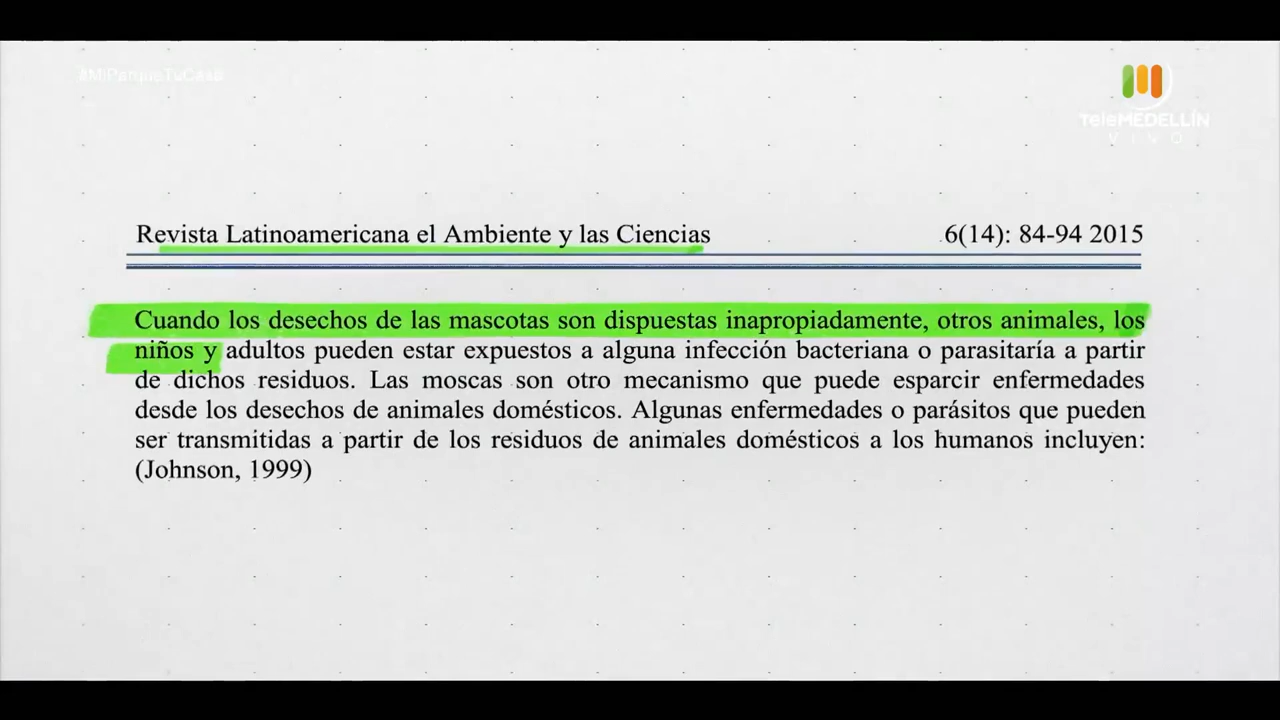 #MiParqueTuCasa
TeleMEDELLÍN
VIVO
Revista Latinoamericana el Ambiente y las Ciencias 6(14): 84-94 2015
Cuando los desechos de las mascotas son dispuestas inapropiadamente, otros animales, los
niños y adultos pueden estar expuestos a alguna infección bacteriana o parasitaría a partir
de dichos residuos. Las moscas son otro mecanismo que puede esparcir enfermedades
desde los desechos de animales domésticos. Algunas enfermedades o parásitos que pueden
ser transmitidas a partir de los residuos de animales domésticos a los humanos incluyen:
(Johnson, 1999)